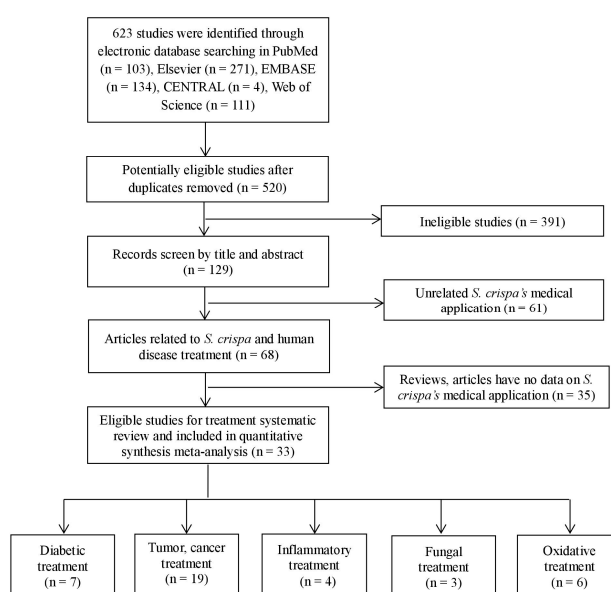 623 studies were identified through
electronic database searching in PubMed
(n = 103), Elsevier (n = 271), EMBASE
(n = 134), CENTRAL (n = 4), Web of
Science (n = 111)
Potentially eligible studies after
duplicates removed (n = 520)
Ineligible studies (n = 391)
Records screen by title and abstract
(n = 129)
Unrelated S. crispa's medical
application (n = 61)
Articles related to S. crispa and human
disease treatment (n = 68)
Reviews, articles have no data on S.
crispa's medical application (n = 35)
Eligible studies for treatment systematic
review and included in quantitative
synthesis meta-analysis (n = 33)
Diabetic
treatment
(n = 7)
Tumor, cancer
treatment
(n = 19)
Inflammatory
treatment
(n = 4)
Fungal
treatment
(n = 3)
Oxidative
treatment
(n = 6)